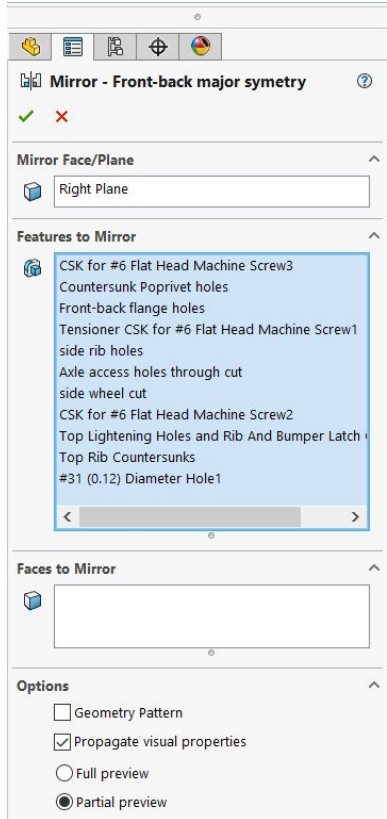 Mirror - Front-back major symetry
Mirror Face/Plane
Right Plane
Features to Mirror
CSK for #6 Flat Head Machine Screw3
Countersunk Poprivet holes
Front-back flange holes
Tensioner CSK for #6 Flat Head Machine Screw1
side rib holes
Axle access holes through cut
side wheel cut
CSK for #6 Flat Head Machine Screw2
Top Lightening Holes and Rib And Bumper Latch
Top Rib Countersunks
#31 (0.12) Diameter Hole1
Faces to Mirror
Options
Geometry Pattern
Propagate visual properties
Full preview
Partial preview